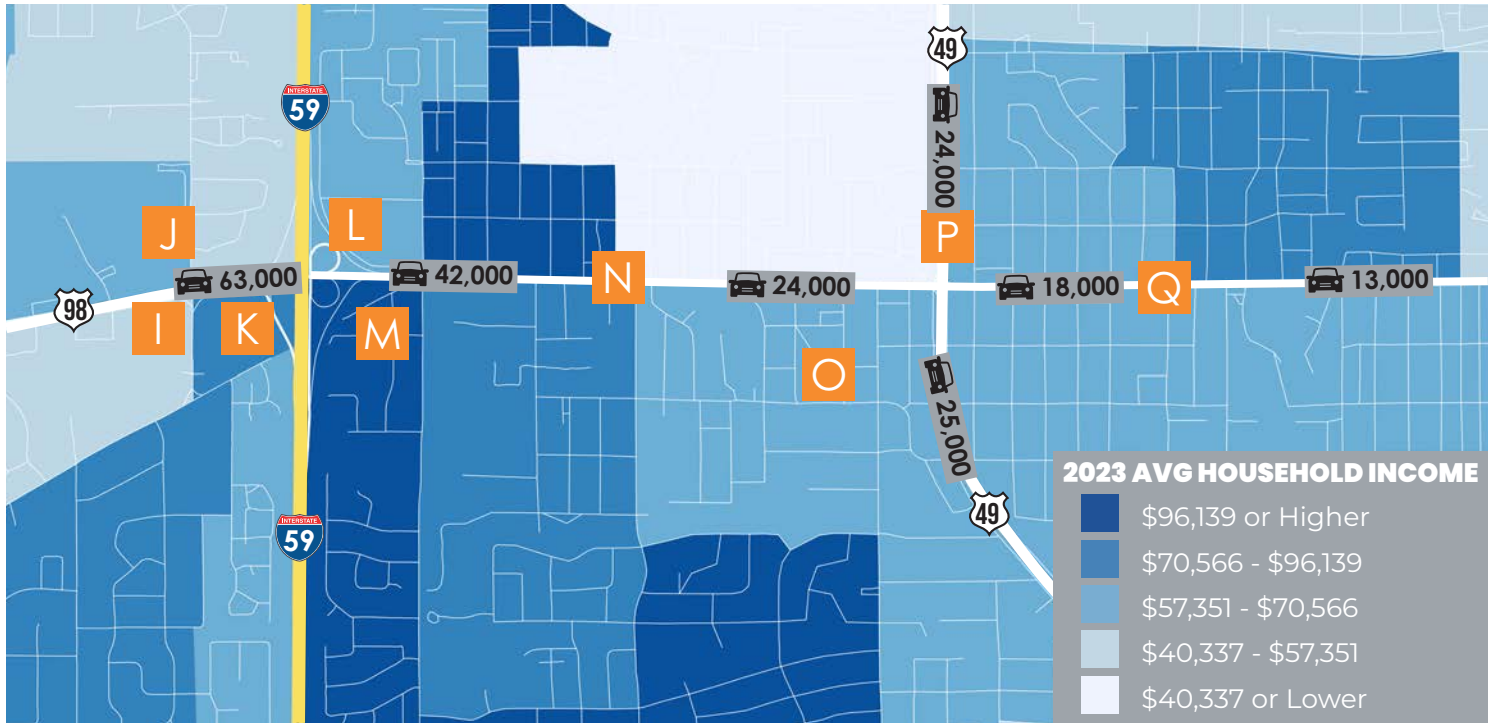 49
INTERSTATE
59
24,000
J
L
P
63,000
42,000
N
24,000
18,000
Q
13,000
98
I
K
M
O
25,000
49
INTERSTATE
59
2023 AVG HOUSEHOLD INCOME
$96,139 or Higher
$70,566 - $96,139
$57,351 - $70,566
$40,337 - $57,351
$40,337 or Lower